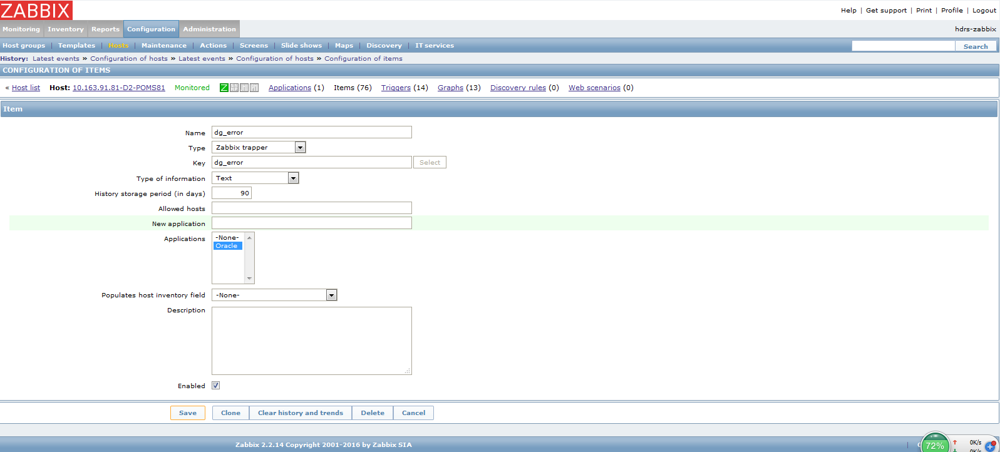 ZABBIX
Help | Get support | Print | Profile | Logout
Monitoring Inventory Reports Configuration Administration
hdrs-zabbix
Host groups | Templates | Hosts | Maintenance | Actions | Screens | Slide shows | Maps | Discovery | IT services
Search
History: Latest events » Configuration of hosts » Latest events » Configuration of hosts » Configuration of items
CONFIGURATION OF ITEMS
« Host list Host: 10.163.91.81-D2-POMS81 Monitored Z Applications (1) Items (76) Triggers (14) Graphs (13) Discovery rules (0) Web scenarios (0)
Item
Name dg_error
Type Zabbix trapper
Key dg_error Select
Type of information Text
History storage period (in days) 90
Allowed hosts
New application
Applications -None-
Oracle
Populates host inventory field -None-
Description
Enabled
Save Clone Clear history and trends Delete Cancel
Zabbix 2.2.14 Copyright 2001-2016 by Zabbix SIA
72%
0K/s
0K/s